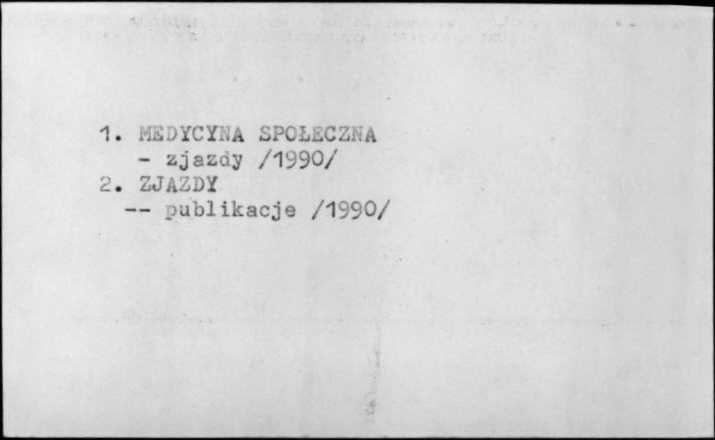 1. MEDYCYNA SPOŁECZNA
- zjazdy /1990/
2. ZJAZDY
-- publikacje /1990/